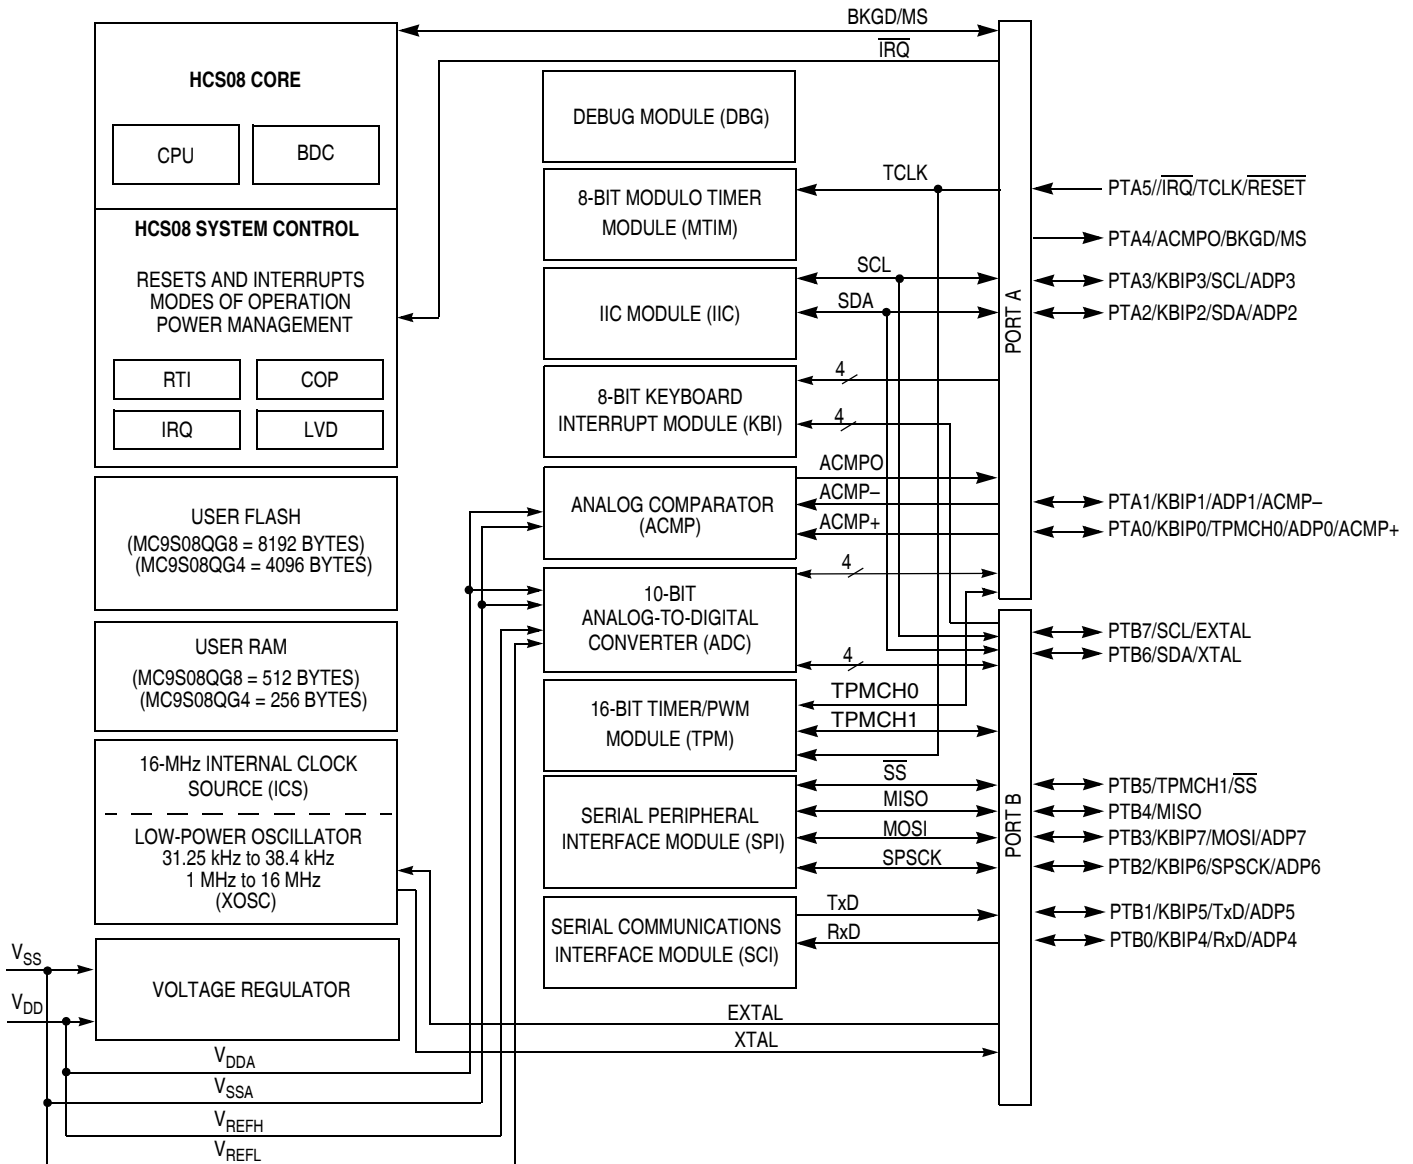 BKGD/MS
IRQ
HCS08 CORE
CPU
BDC
HCS08 SYSTEM CONTROL
RESETS AND INTERRUPTS
MODES OF OPERATION
POWER MANAGEMENT
RTI
COP
IRQ
LVD
USER FLASH
(MC9S08QG8 = 8192 BYTES)
(MC9S08QG4 = 4096 BYTES)
USER RAM
(MC9S08QG8 = 512 BYTES)
(MC9S08QG4 = 256 BYTES)
16-MHz INTERNAL CLOCK
SOURCE (ICS)
LOW-POWER OSCILLATOR
31.25 kHz to 38.4 kHz
1 MHz to 16 MHz
(XOSC)
VSS
VDD
VOLTAGE REGULATOR
VDDA
VSSA
VREFH
VREFL
DEBUG MODULE (DBG)
8-BIT MODULO TIMER
MODULE (MTIM)
TCLK
IIC MODULE (IIC)
SCL
SDA
8-BIT KEYBOARD
INTERRUPT MODULE (KBI)
4
4
ANALOG COMPARATOR
(ACMP)
ACMPO
ACMP–
ACMP+
10-BIT
ANALOG-TO-DIGITAL
CONVERTER (ADC)
4
4
16-BIT TIMER/PWM
MODULE (TPM)
TPMCH0
TPMCH1
SERIAL PERIPHERAL
INTERFACE MODULE (SPI)
SS
MISO
MOSI
SPSCK
SERIAL COMMUNICATIONS
INTERFACE MODULE (SCI)
TxD
RxD
EXTAL
XTAL
PORT A
PTA5//IRQ/TCLK/RESET
PTA4/ACMPO/BKGD/MS
PTA3/KBIP3/SCL/ADP3
PTA2/KBIP2/SDA/ADP2
PTA1/KBIP1/ADP1/ACMP–
PTA0/KBIP0/TPMCH0/ADP0/ACMP+
PORT B
PTB7/SCL/EXTAL
PTB6/SDA/XTAL
PTB5/TPMCH1/SS
PTB4/MISO
PTB3/KBIP7/MOSI/ADP7
PTB2/KBIP6/SPSCK/ADP6
PTB1/KBIP5/TxD/ADP5
PTB0/KBIP4/RxD/ADP4